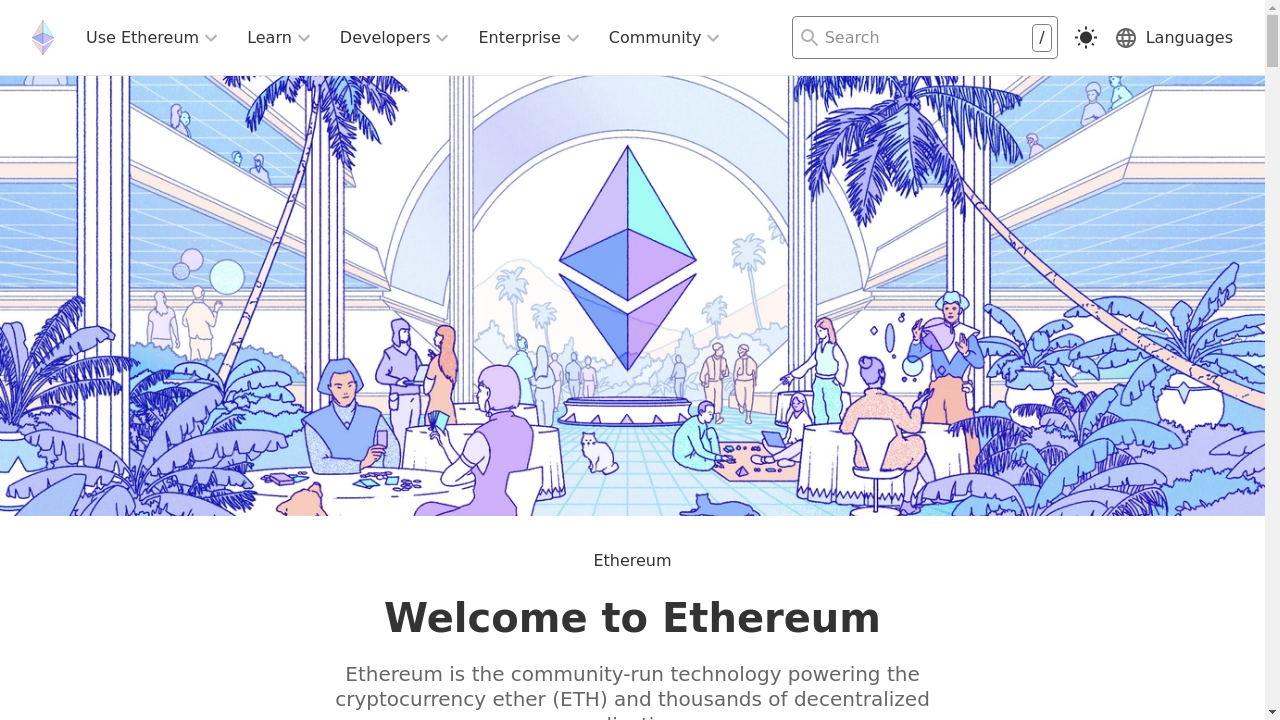 Use Ethereum
Learn
Developers
Enterprise
Community
Search
/
Languages
Ethereum
Welcome to Ethereum
Ethereum is the community-run technology powering the
cryptocurrency ether (ETH) and thousands of decentralized